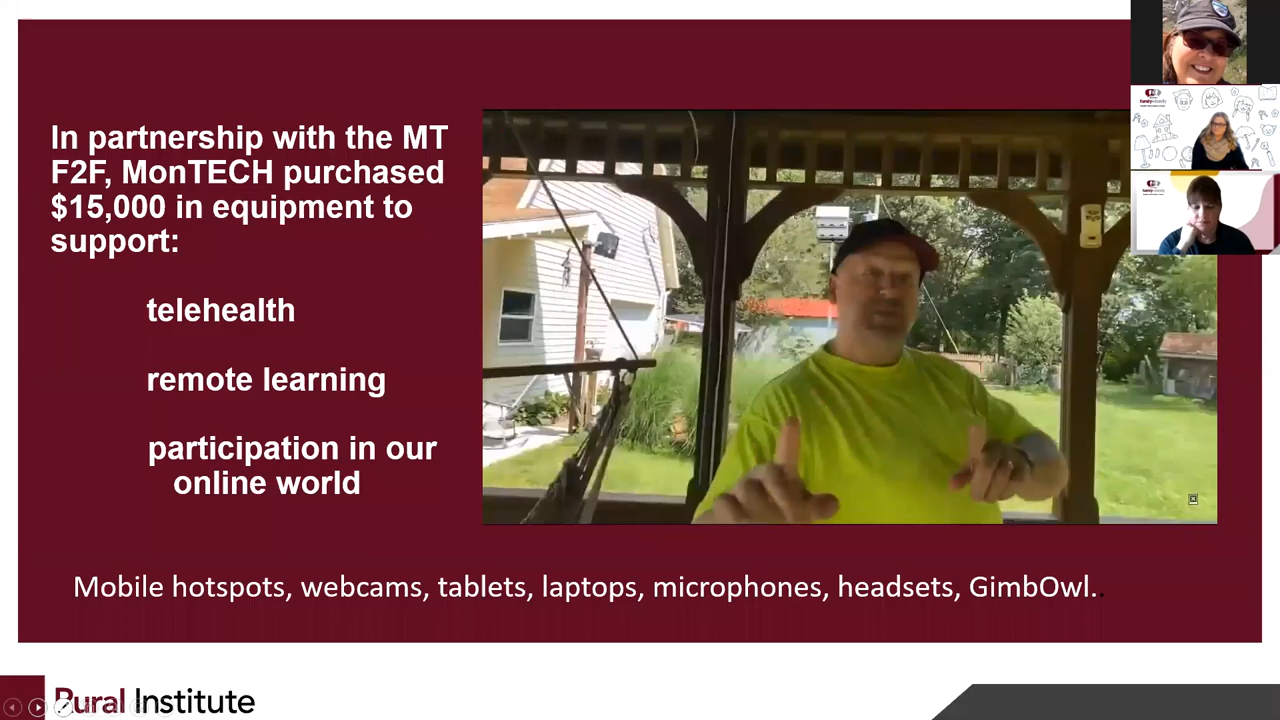 In partnership with the MT
F2F, MonTECH purchased
$15,000 in equipment to
support:
telehealth
remote learning
participation in our
online world
Mobile hotspots, webcams, tablets, laptops, microphones, headsets, GimbOwl..
Rural Institute